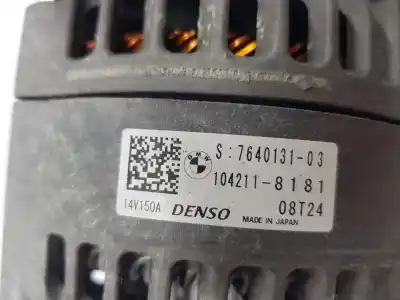 S:7640131-03
104211-8181
14V150A DENSO 08T24
MADE IN JAPAN